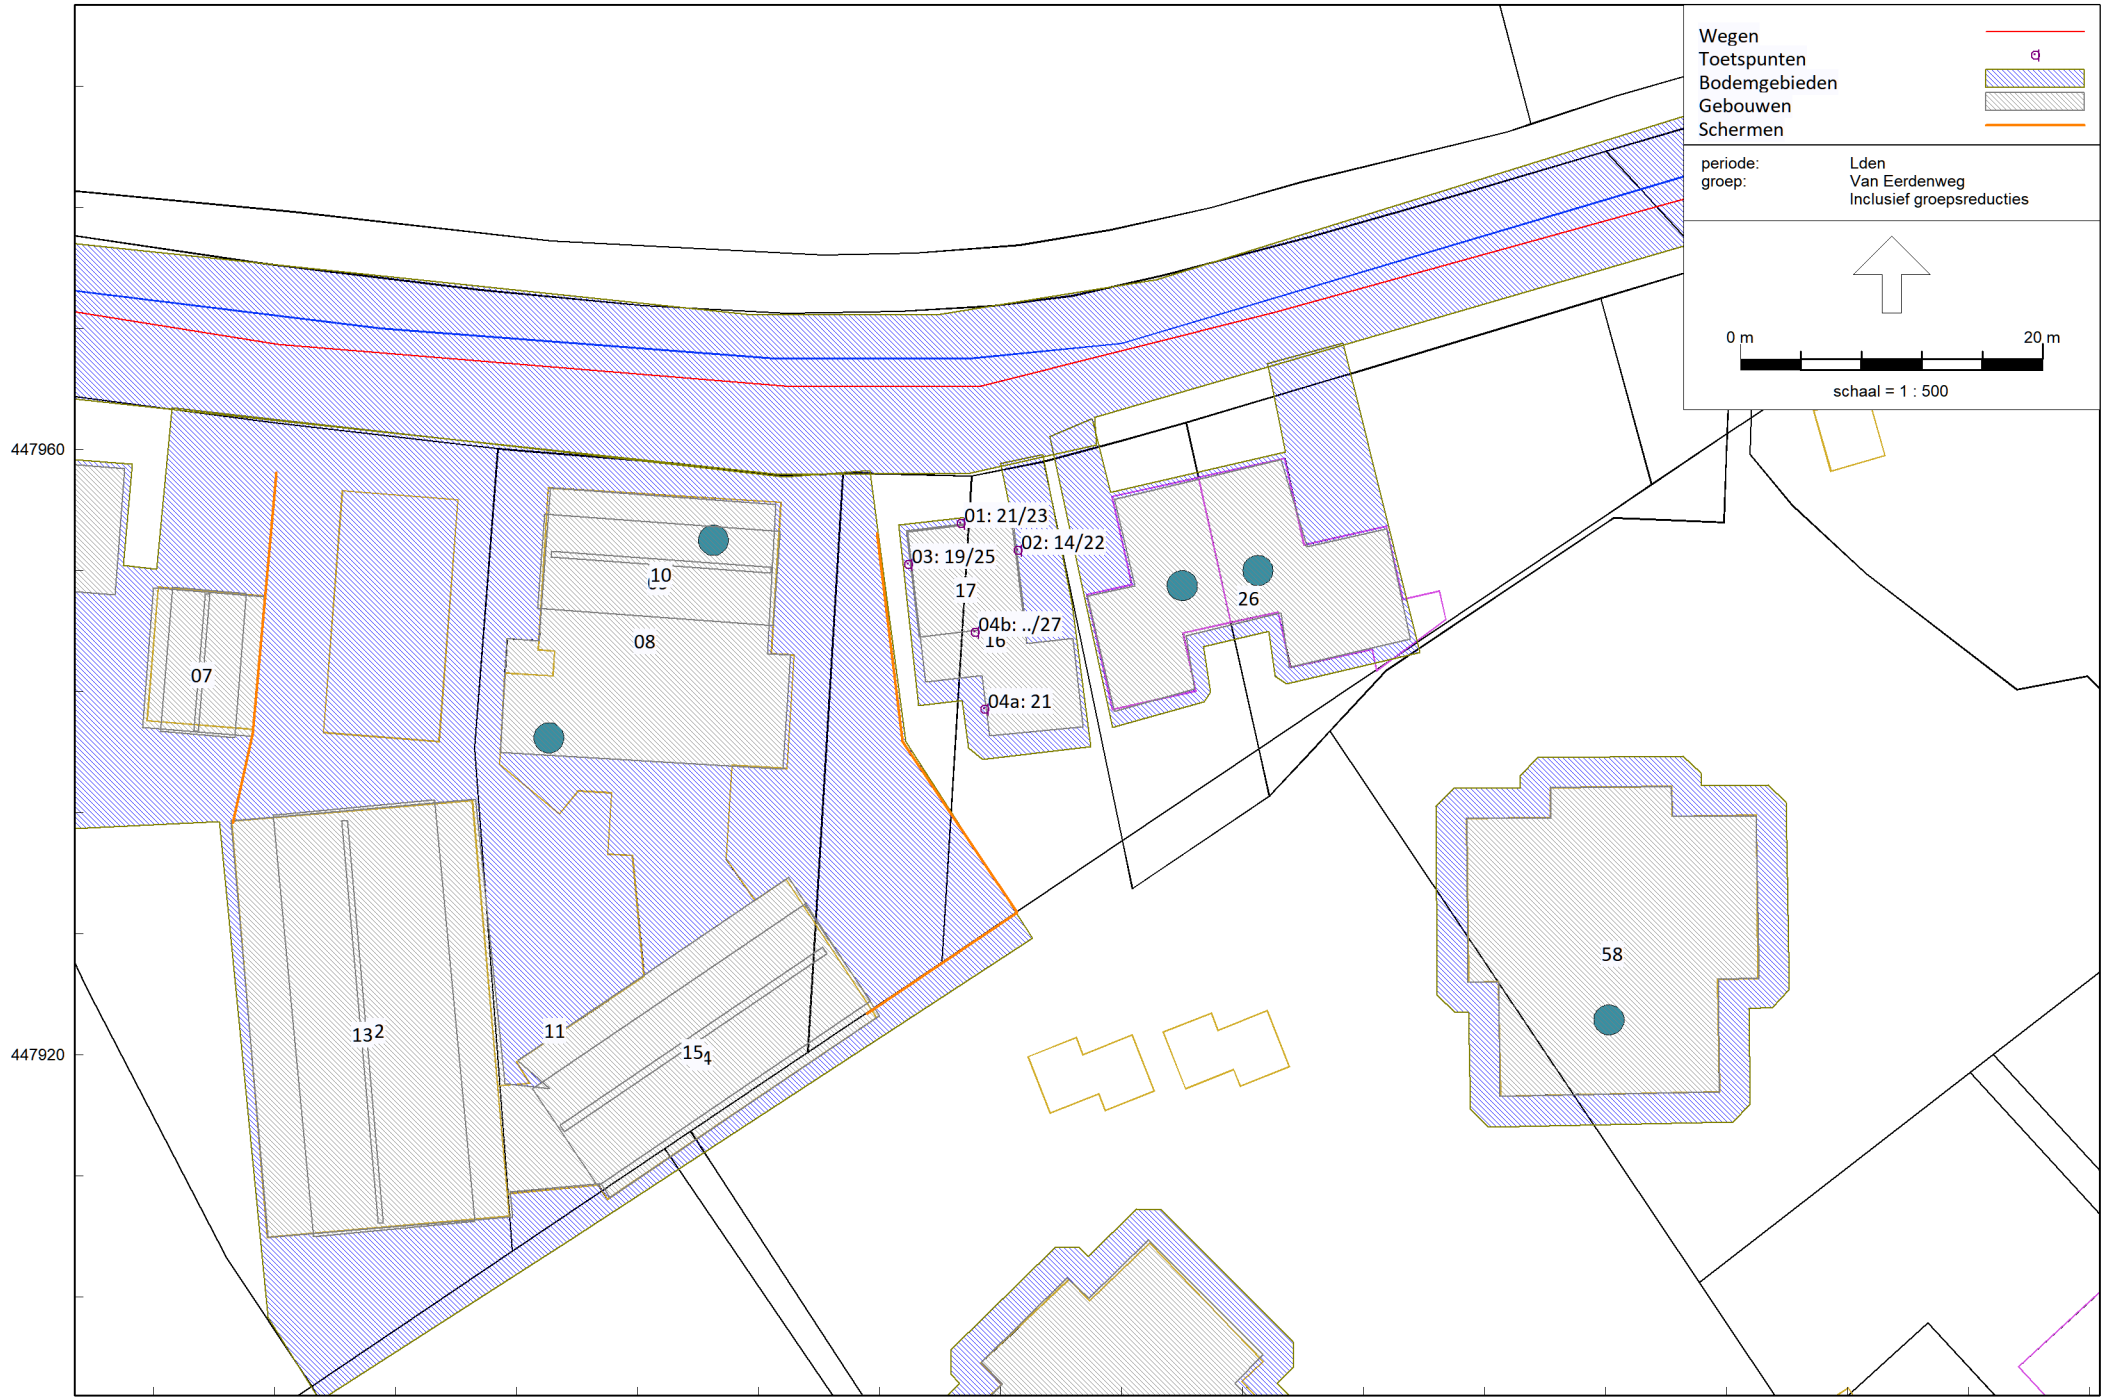 Wegen
Toetspunten
Bodemgebieden
Gebouwen
Schermen
periode: Lden
groep: Van Eerdenweg
Inclusief groepsreducties
0 m 20 m
schaal = 1 : 500
447960
01: 21/23
02: 14/22
03: 19/25
10
17
26
04b: ../27
16
08
07
04a: 21
58
11
13
15
447920